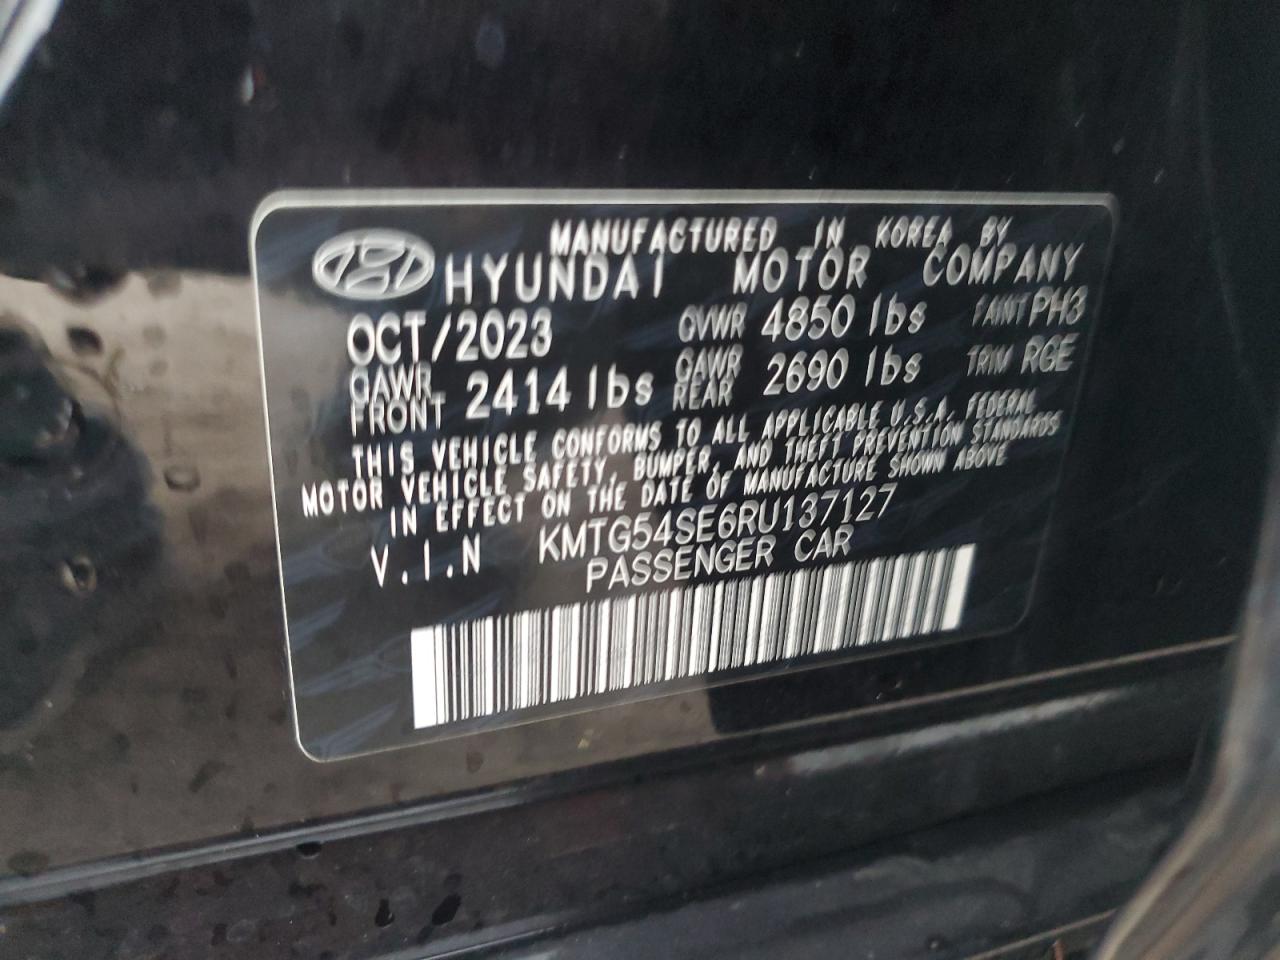 MANUFACTURED IN KOREA BY
HYUNDAI MOTOR COMPANY
OCT/2023 GVWR 4850 lbs PAINT PH3
GAWR FRONT 2414 lbs GAWR REAR 2690 lbs TRIM RGE
THIS VEHICLE CONFORMS TO ALL APPLICABLE U.S.A. FEDERAL
MOTOR VEHICLE SAFETY, BUMPER, AND THEFT PREVENTION STANDARDS
IN EFFECT ON THE DATE OF MANUFACTURE SHOWN ABOVE
V.I.N KMTG54SE6RU137127
PASSENGER CAR